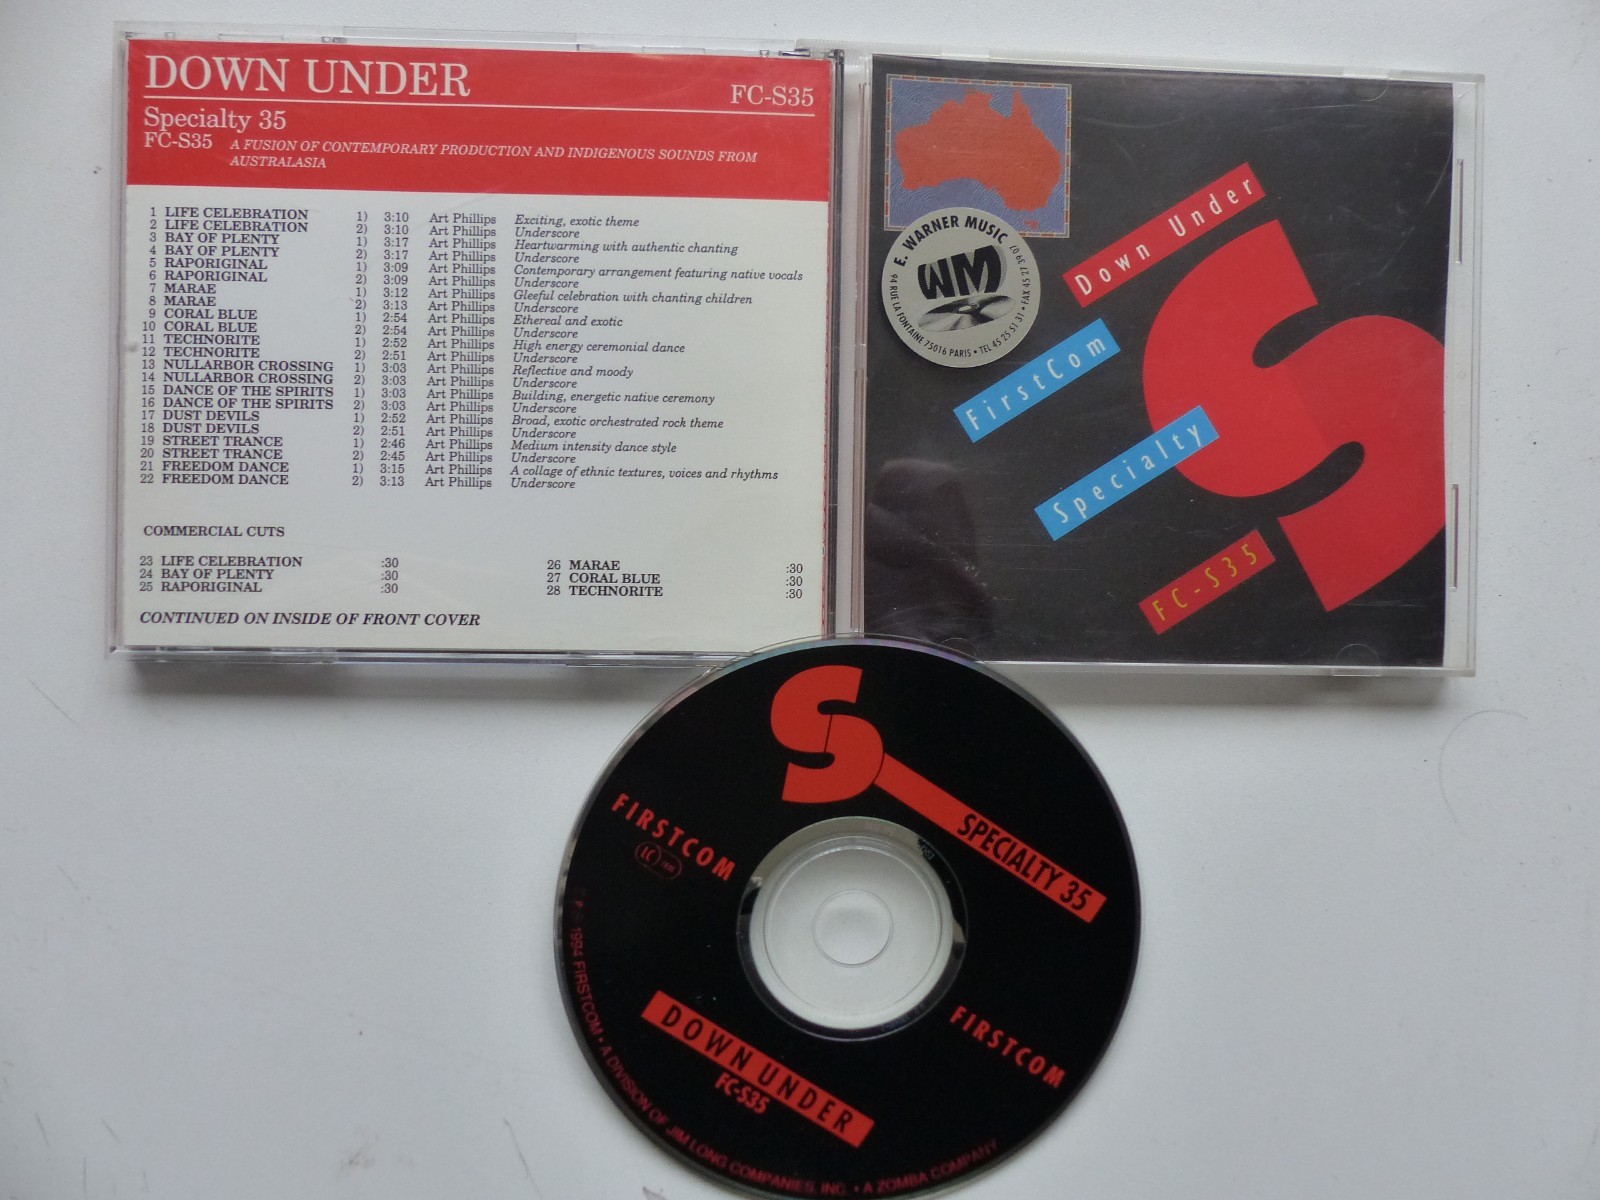 DOWN UNDER
FC-S35
Specialty 35
FC-S35 A FUSION OF CONTEMPORARY PRODUCTION AND INDIGENOUS SOUNDS FROM
AUSTRALASIA
1 LIFE CELEBRATION 1) 3:10 Art Phillips Exciting, exotic theme
2 LIFE CELEBRATION 2) 3:10 Art Phillips Underscore
3 BAY OF PLENTY 1) 3:17 Art Phillips Heartwarming with authentic chanting
4 BAY OF PLENTY 2) 3:17 Art Phillips Underscore
5 RAPORIGINAL 1) 3:09 Art Phillips Contemporary arrangement featuring native vocals
6 RAPORIGINAL 2) 3:09 Art Phillips Underscore
7 MARAE 1) 3:12 Art Phillips Gleeful celebration with chanting children
8 MARAE 2) 3:13 Art Phillips Underscore
9 CORAL BLUE 1) 2:54 Art Phillips Ethereal and exotic
10 CORAL BLUE 2) 2:54 Art Phillips Underscore
11 TECHNORITE 1) 2:52 Art Phillips High energy ceremonial dance
12 TECHNORITE 2) 2:51 Art Phillips Underscore
13 NULLARBOR CROSSING 1) 3:03 Art Phillips Reflective and moody
14 NULLARBOR CROSSING 2) 3:03 Art Phillips Underscore
15 DANCE OF THE SPIRITS 1) 3:03 Art Phillips Building, energetic native ceremony
16 DANCE OF THE SPIRITS 2) 3:03 Art Phillips Underscore
17 DUST DEVILS 1) 2:52 Art Phillips Broad, exotic orchestrated rock theme
18 DUST DEVILS 2) 2:51 Art Phillips Underscore
19 STREET TRANCE 1) 2:46 Art Phillips Medium intensity dance style
20 STREET TRANCE 2) 2:45 Art Phillips Underscore
21 FREEDOM DANCE 1) 3:15 Art Phillips A collage of ethnic textures, voices and rhythms
22 FREEDOM DANCE 2) 3:13 Art Phillips Underscore
COMMERCIAL CUTS
23 LIFE CELEBRATION :30
24 BAY OF PLENTY :30
25 RAPORIGINAL :30
26 MARAE :30
27 CORAL BLUE :30
28 TECHNORITE :30
CONTINUED ON INSIDE OF FRONT COVER
E. WARNER MUSIC
WM
94 RUE LA FONTAINE 75016 PARIS • TEL 45 25 51 31 • FAX 45 27 39 07
Down Under
FirstCom
Specialty
FC-S35
S
S
SPECIALTY 35
FIRSTCOM
LC
FIRSTCOM
DOWN UNDER
FC-S35
℗ © 1994 FIRSTCOM • A DIVISION OF JIM LONG COMPANIES, INC. • A ZOMBA COMPANY